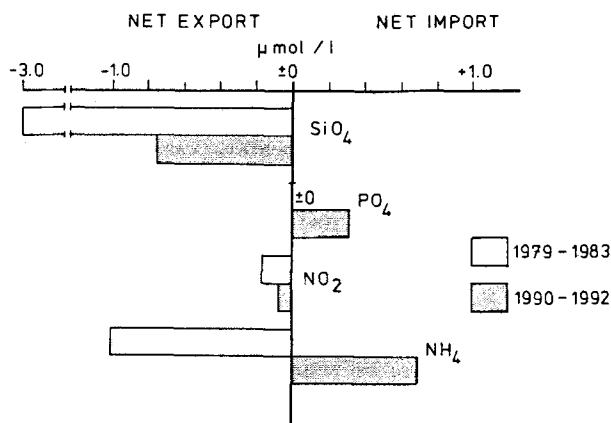 NET EXPORT NET IMPORT
μmol/l
-3.0 -1.0 ±0 +1.0
SiO₄
±0 PO₄
NO₂
NH₄
1979-1983
1990-1992